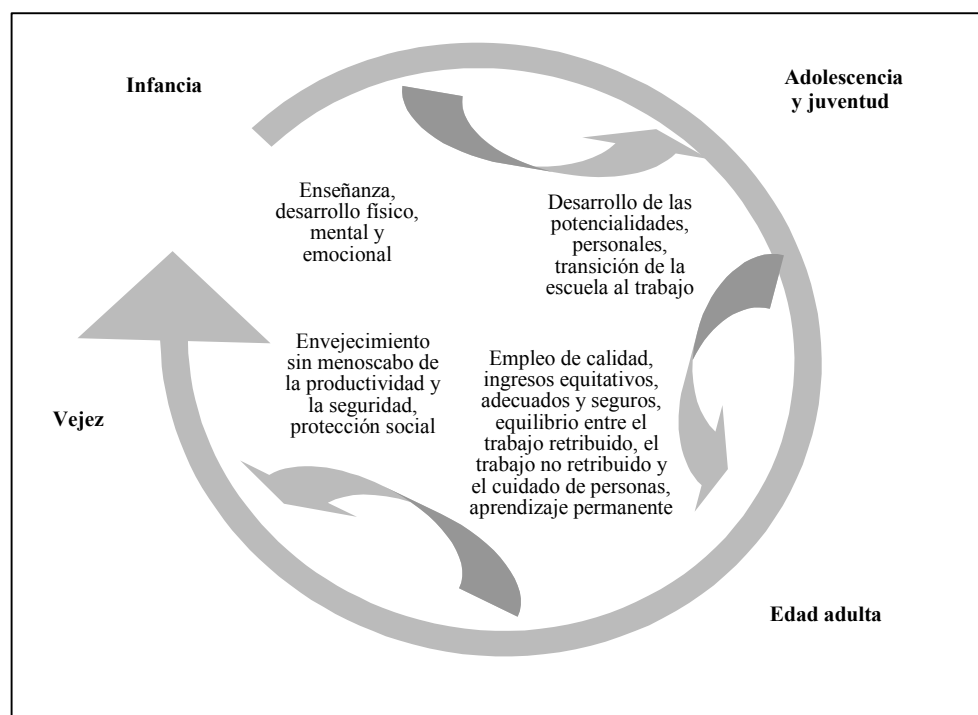 Infancia
Adolescencia
y juventud
Enseñanza,
desarrollo físico,
mental y
emocional
Desarrollo de las
potencialidades,
personales,
transición de la
escuela al trabajo
Envejecimiento
sin menoscabo de
la productividad y
la seguridad,
protección social
Empleo de calidad,
ingresos equitativos,
adecuados y seguros,
equilibrio entre el
trabajo retribuido, el
trabajo no retribuido y
el cuidado de personas,
aprendizaje permanente
Vejez
Edad adulta